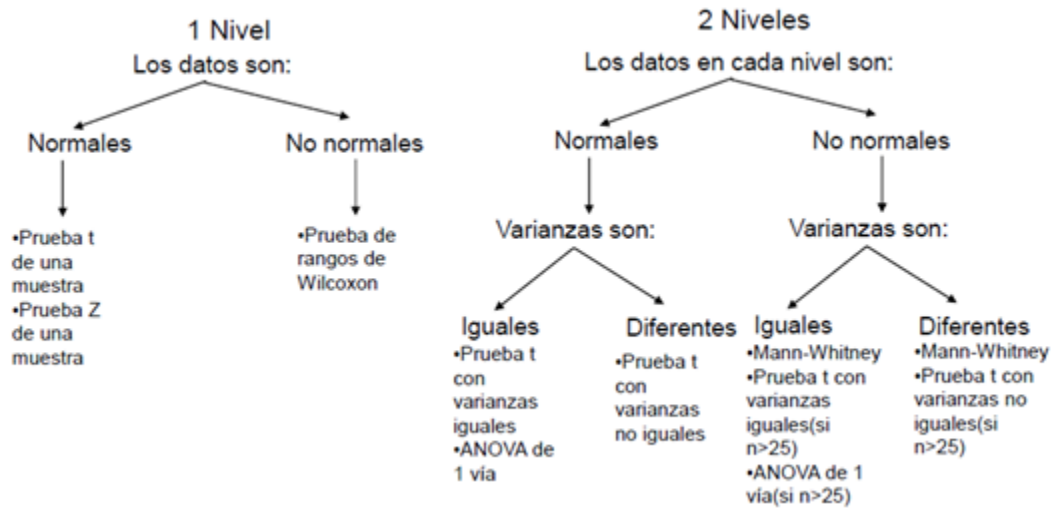 1 Nivel
Los datos son:
Normales
No normales
•Prueba t
de una
muestra
•Prueba Z
de una
muestra
•Prueba de
rangos de
Wilcoxon
2 Niveles
Los datos en cada nivel son:
Normales
No normales
Varianzas son:
Varianzas son:
Iguales
•Prueba t
con
varianzas
iguales
•ANOVA de
1 vía
Diferentes
•Prueba t
con
varianzas
no iguales
Iguales
•Mann-Whitney
•Prueba t con
varianzas
iguales(si
n>25)
•ANOVA de 1
vía(si n>25)
Diferentes
•Mann-Whitney
•Prueba t con
varianzas no
iguales(si
n>25)